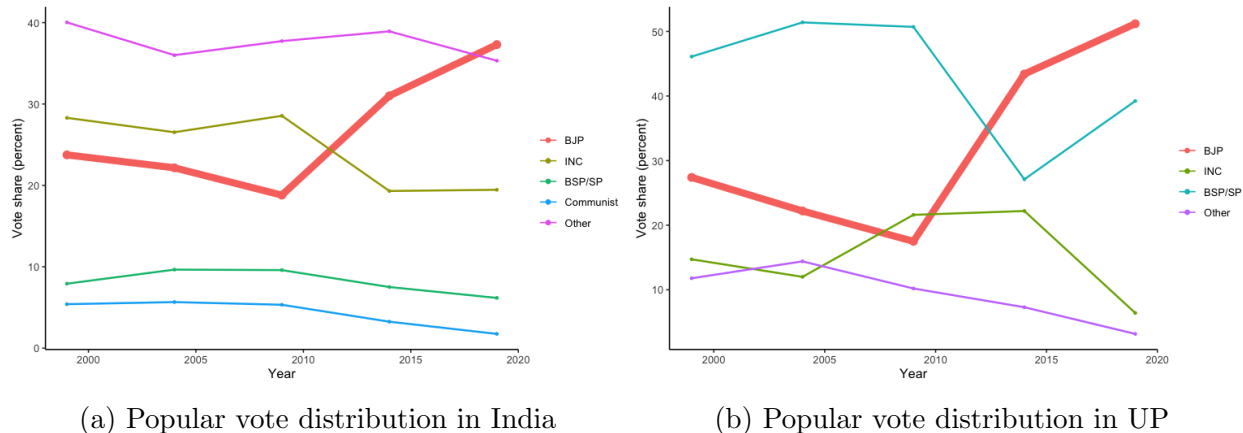 Vote share (percent)
40
30
20
10
0
2000
2005
2010
2015
2020
Year
BJP
INC
BSP/SP
Communist
Other
(a) Popular vote distribution in India
Vote share (percent)
50
40
30
20
10
2000
2005
2010
2015
2020
Year
BJP
INC
BSP/SP
Other
(b) Popular vote distribution in UP